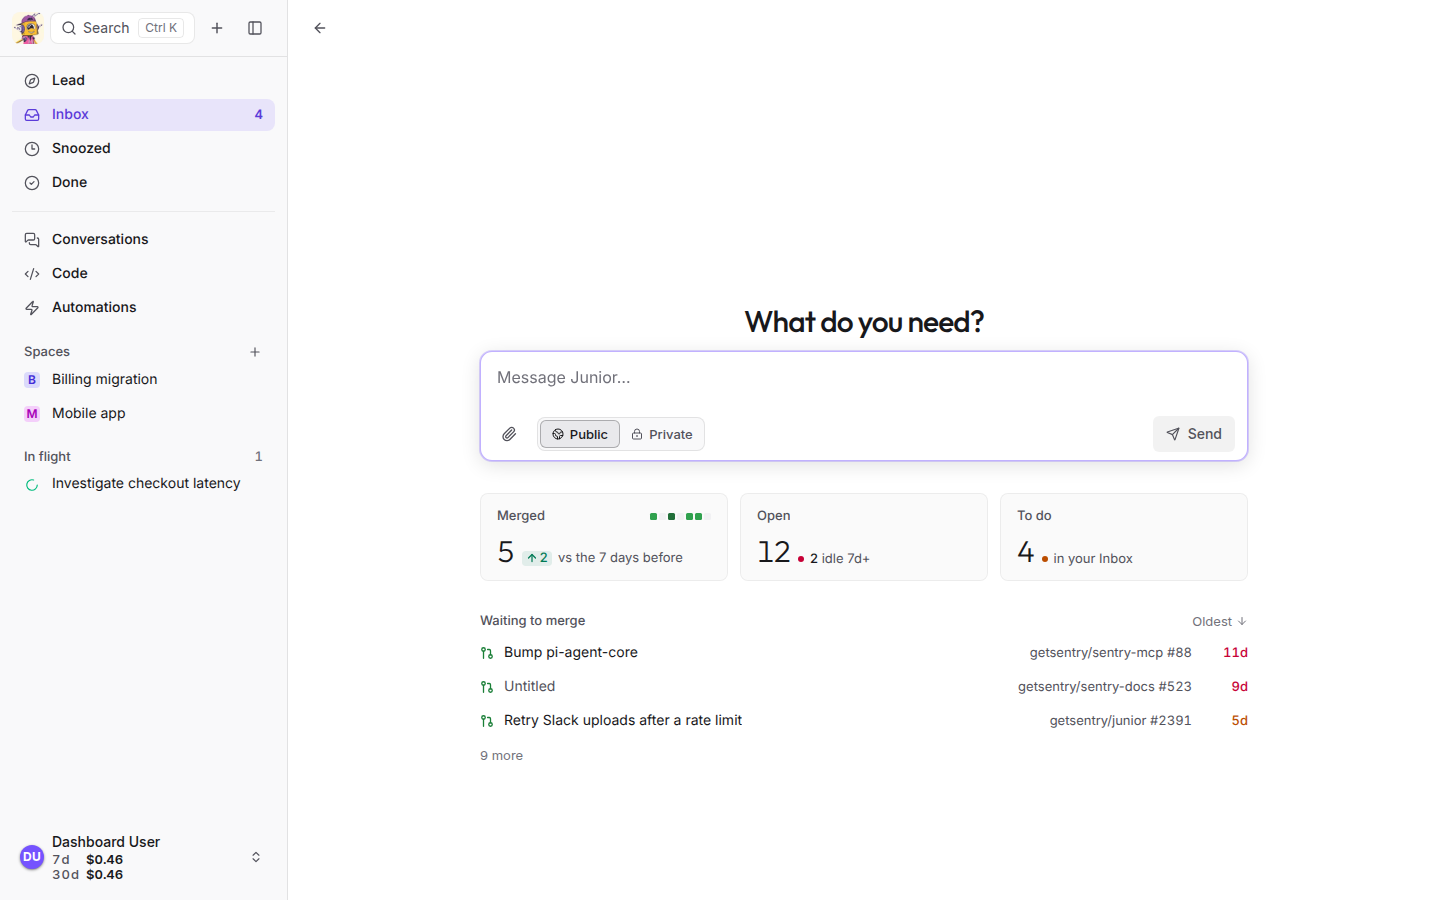 Search Ctrl K
Lead
Inbox 4
Snoozed
Done
Conversations
Code
Automations
Spaces
B Billing migration
M Mobile app
In flight 1
Investigate checkout latency
DU Dashboard User
7d $0.46
30d $0.46
What do you need?
Message Junior...
Public Private Send
Merged
5 2 vs the 7 days before
Open
12 2 idle 7d+
To do
4 in your Inbox
Waiting to merge Oldest
Bump pi-agent-core getsentry/sentry-mcp #88 11d
Untitled getsentry/sentry-docs #523 9d
Retry Slack uploads after a rate limit getsentry/junior #2391 5d
9 more